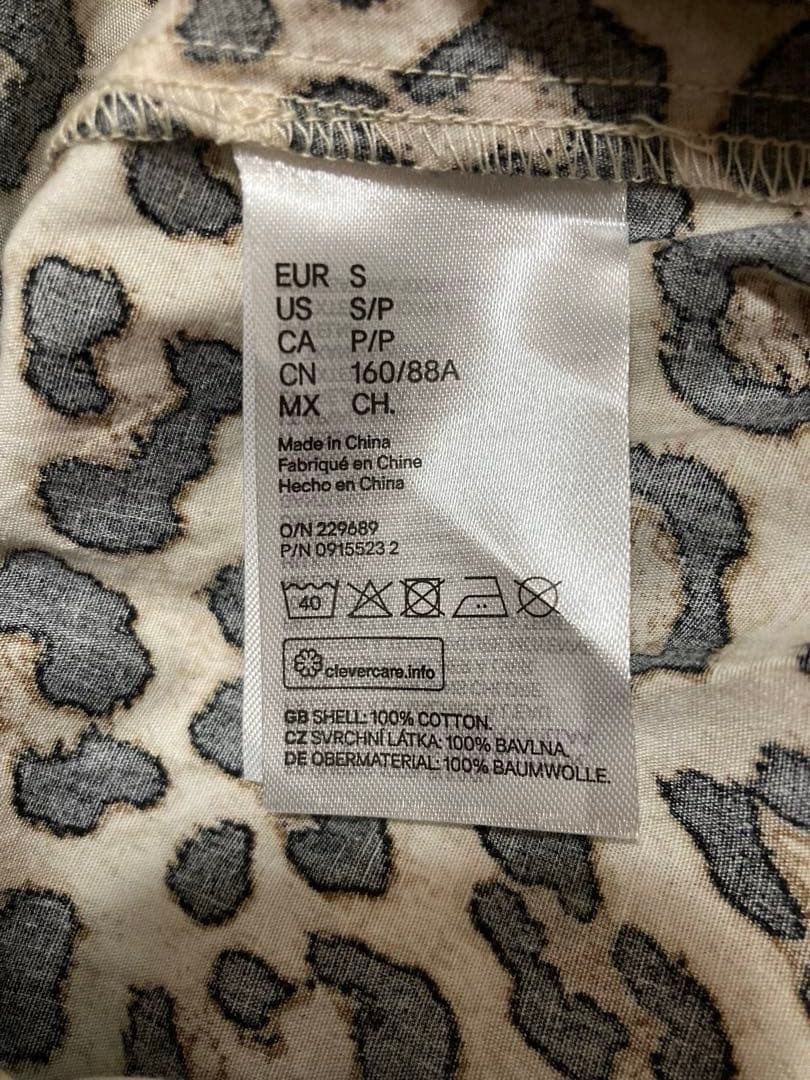 EUR S
US S/P
CA P/P
CN 160/88A
MX CH.
Made in China
Fabriqué en Chine
Hecho en China
O/N 229689
P/N 0915523 2
40
clevercare.info
GB SHELL: 100% COTTON.
CZ SVRCHNÍ LÁTKA: 100% BAVLNA.
DE OBERMATERIAL: 100% BAUMWOLLE.